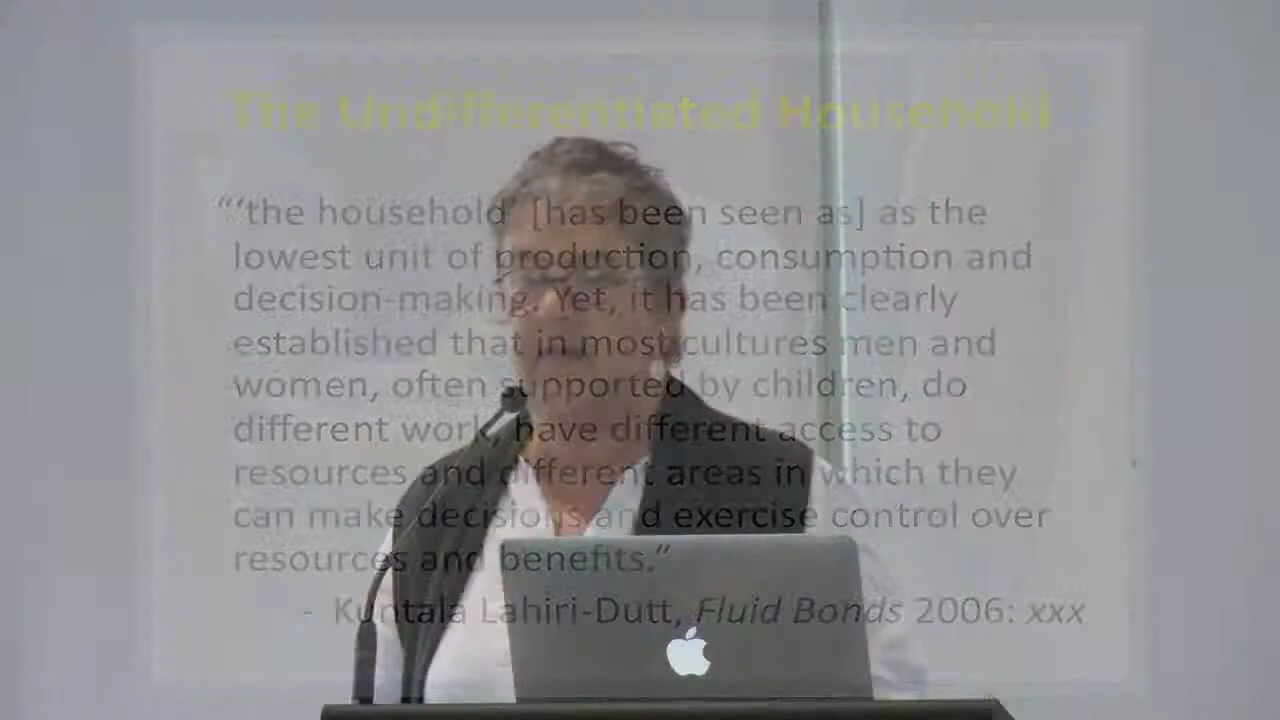 The Undifferentiated Household
“‘the household [has been seen as] as the
lowest unit of production, consumption and
decision-making. Yet, it has been clearly
established that in most cultures men and
women, often supported by children, do
different work, have different access to
resources and different areas in which they
can make decisions and exercise control over
resources and benefits.”
- Kuntala Lahiri-Dutt, Fluid Bonds 2006: xxx